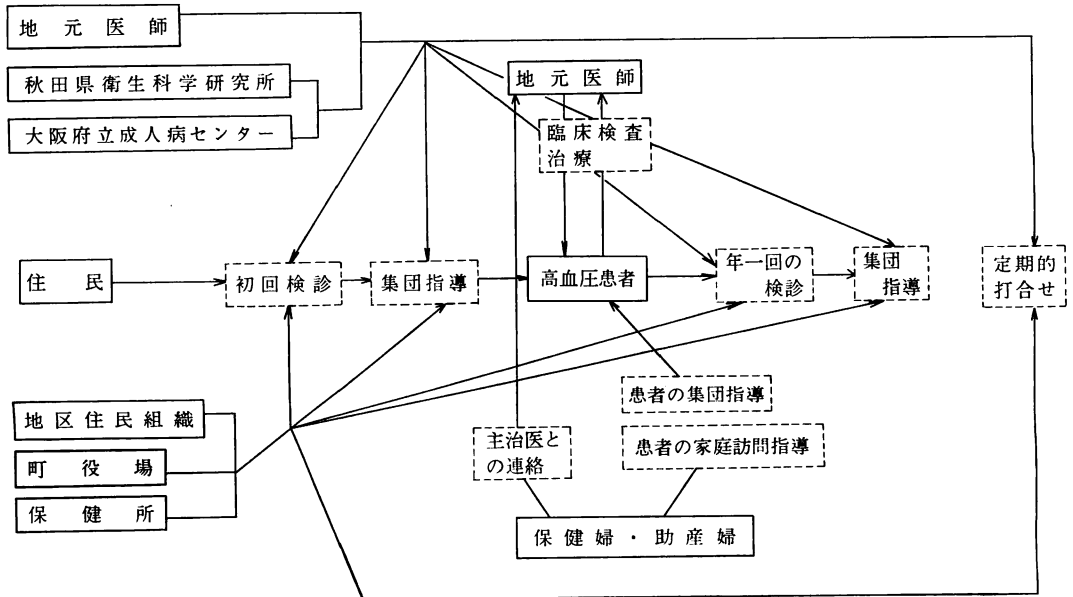 地元医師
秋田県衛生科学研究所
大阪府立成人病センター
地元医師
臨床検査
治療
住民
初回検診
集団指導
高血圧患者
年一回の
検診
集団
指導
定期的
打合せ
患者の集団指導
地区住民組織
町役場
保健所
主治医と
の連絡
患者の家庭訪問指導
保健婦・助産婦